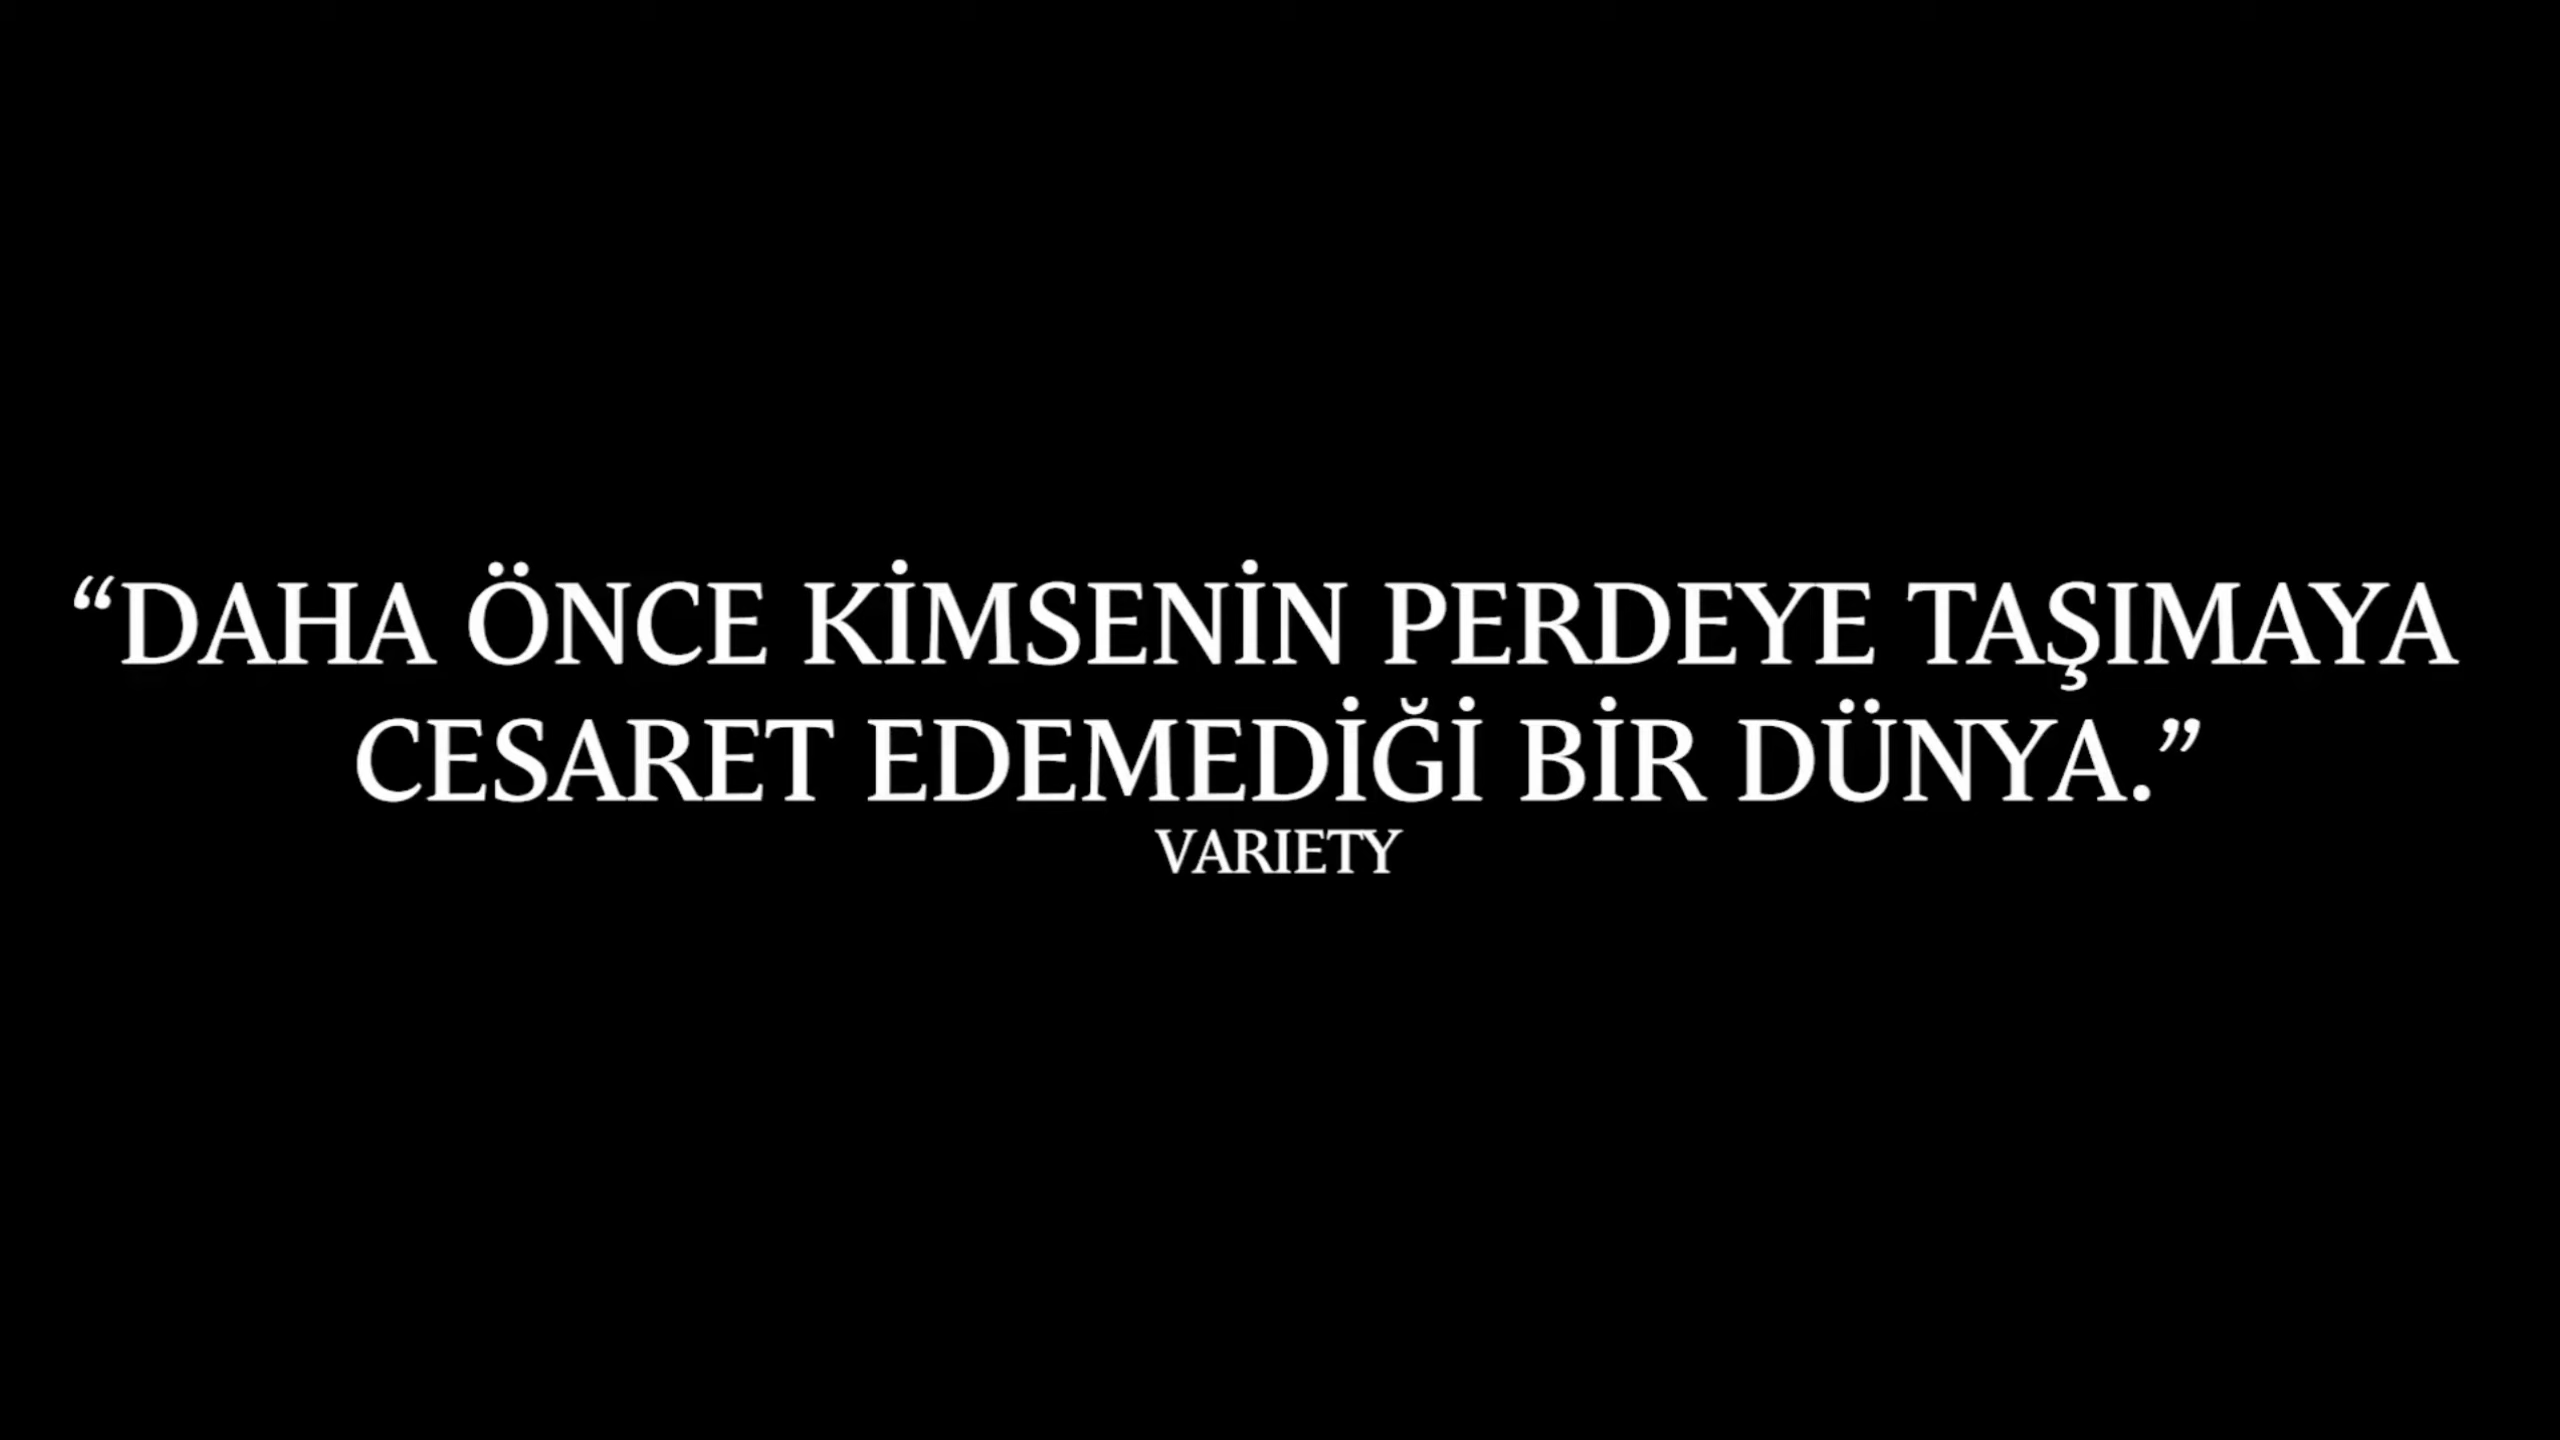 “DAHA ÖNCE KİMSENİN PERDEYE TAŞIMAYA
CESARET EDEMEDİĞİ BİR DÜNYA.”
VARIETY